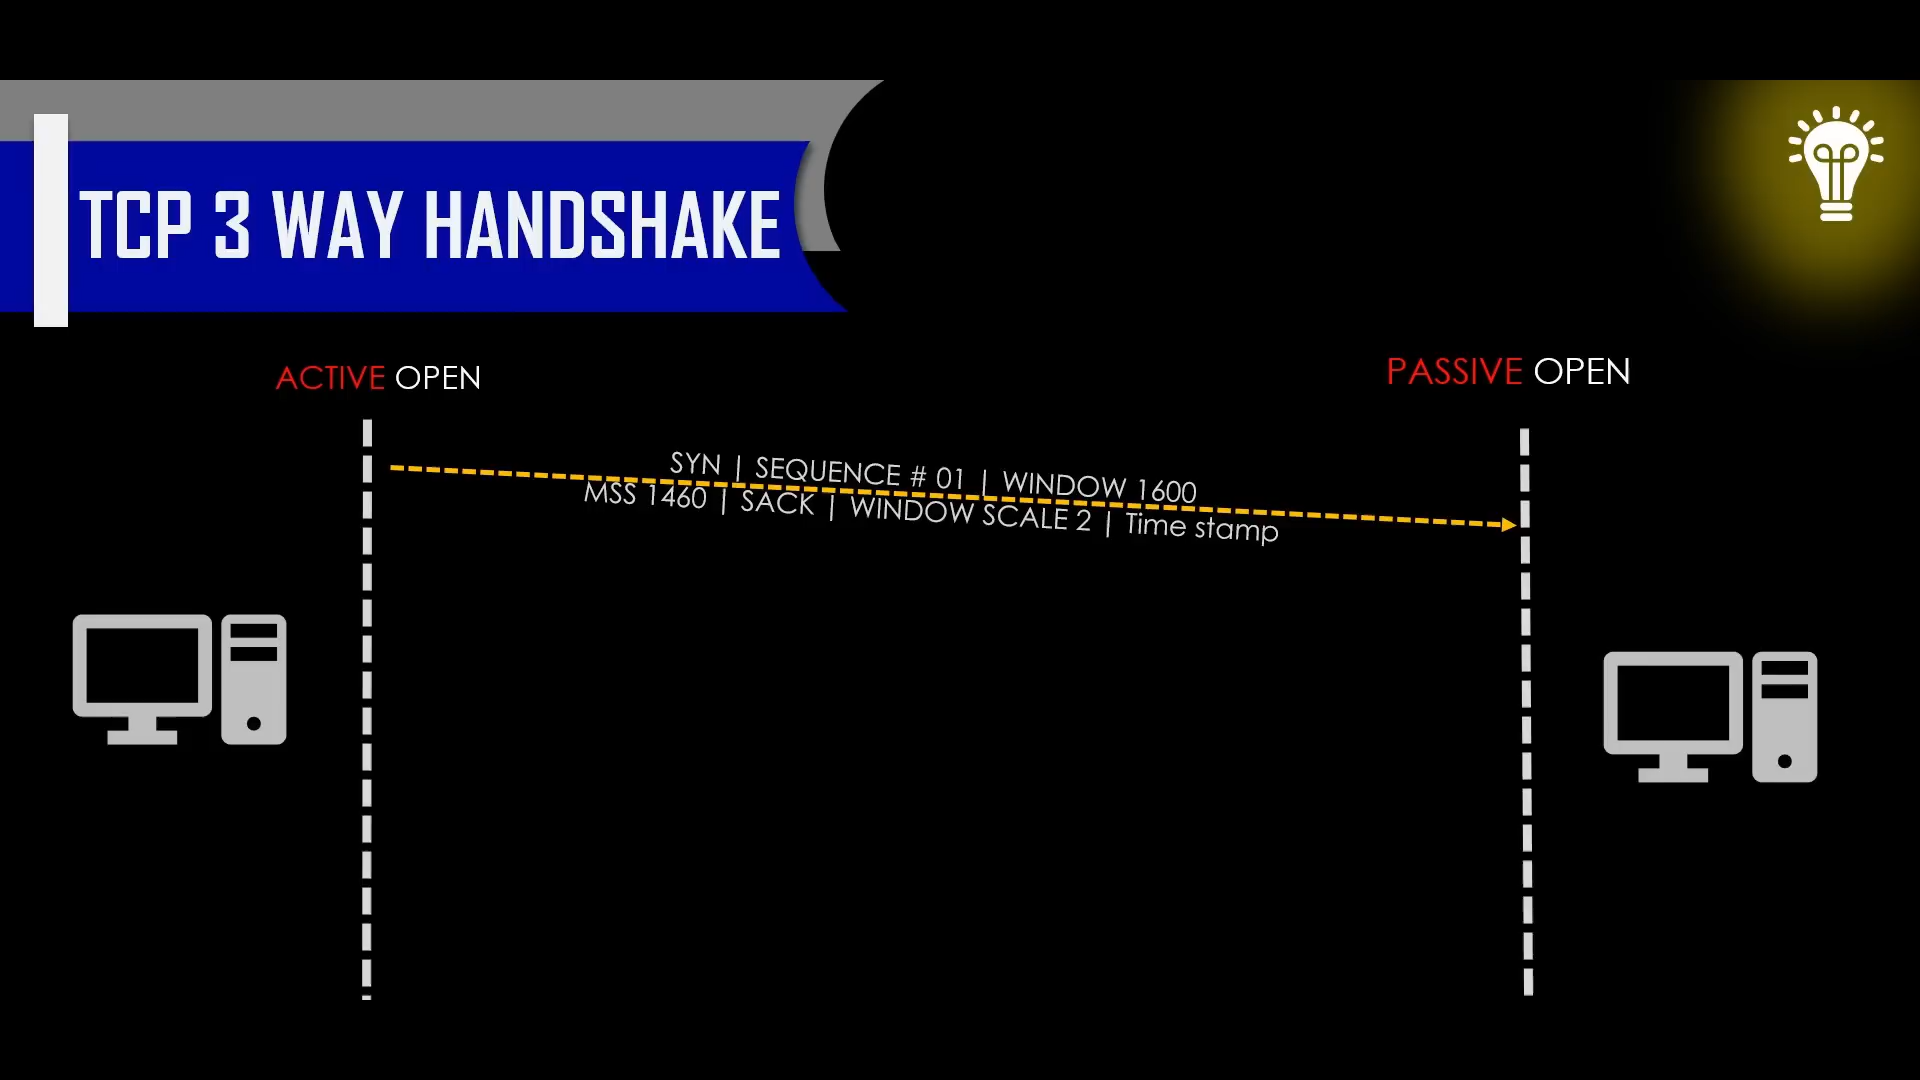 TCP 3 WAY HANDSHAKE
ACTIVE OPEN
PASSIVE OPEN
SYN | SEQUENCE # 01 | WINDOW 1600
MSS 1460 | SACK | WINDOW SCALE 2 | Time stamp